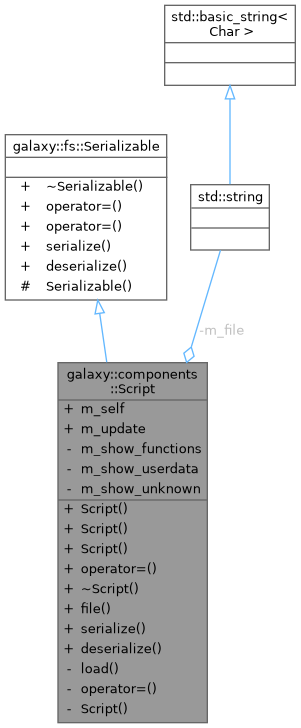 std::basic_string<
Char >
galaxy::fs::Serializable
+ ~Serializable()
+ operator=()
+ operator=()
+ serialize()
+ deserialize()
# Serializable()
std::string
-m_file
galaxy::components
::Script
+ m_self
+ m_update
- m_show_functions
- m_show_userdata
- m_show_unknown
+ Script()
+ Script()
+ Script()
+ operator=()
+ ~Script()
+ file()
+ serialize()
+ deserialize()
- load()
- operator=()
- Script()